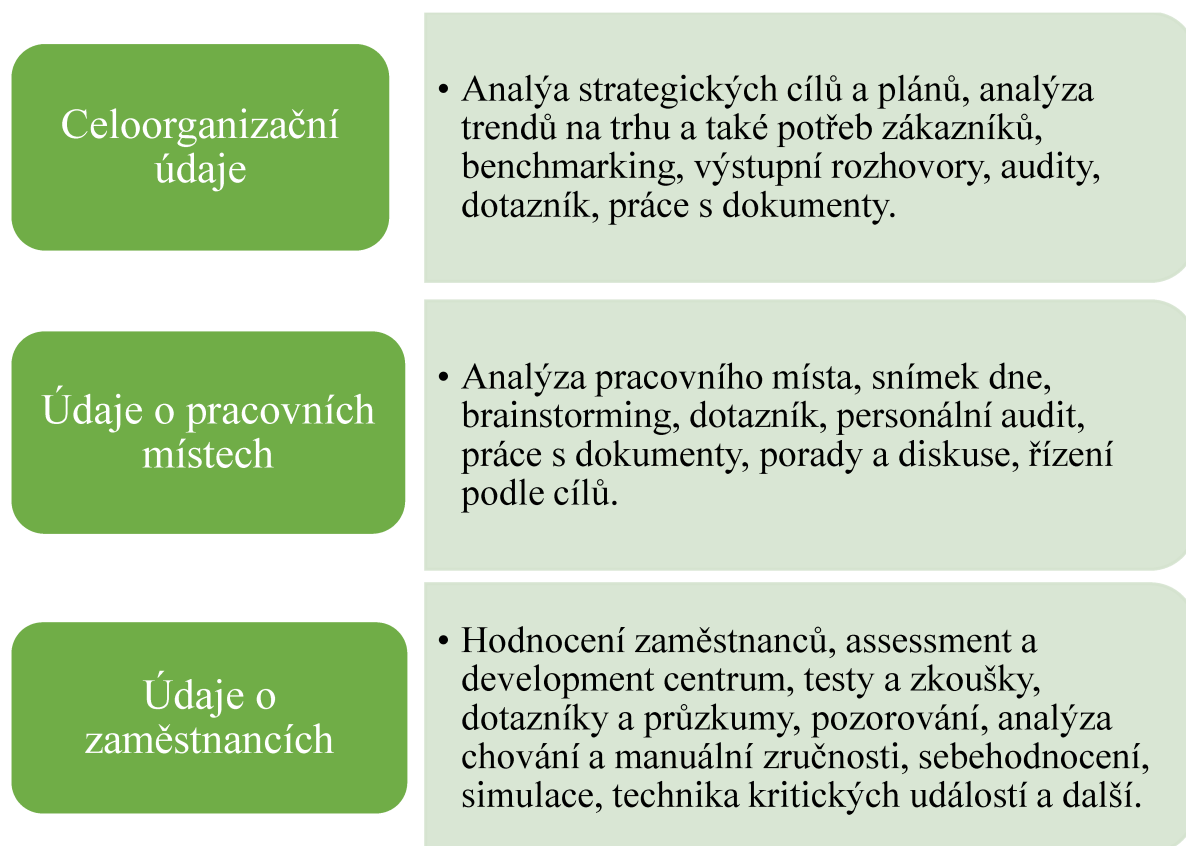 Celoorganizační
údaje
• Analýa strategických cílů a plánů, analýza
trendů na trhu a také potřeb zákazníků,
benchmarking, výstupní rozhovory, audity,
dotazník, práce s dokumenty.
Údaje o pracovních
místech
• Analýza pracovního místa, snímek dne,
brainstorming, dotazník, personální audit,
práce s dokumenty, porady a diskuse, řízení
podle cílů.
Údaje o
zaměstnancích
• Hodnocení zaměstnanců, assessment a
development centrum, testy a zkoušky,
dotazníky a průzkumy, pozorování, analýza
chování a manuální zručnosti, sebehodnocení,
simulace, technika kritických událostí a další.